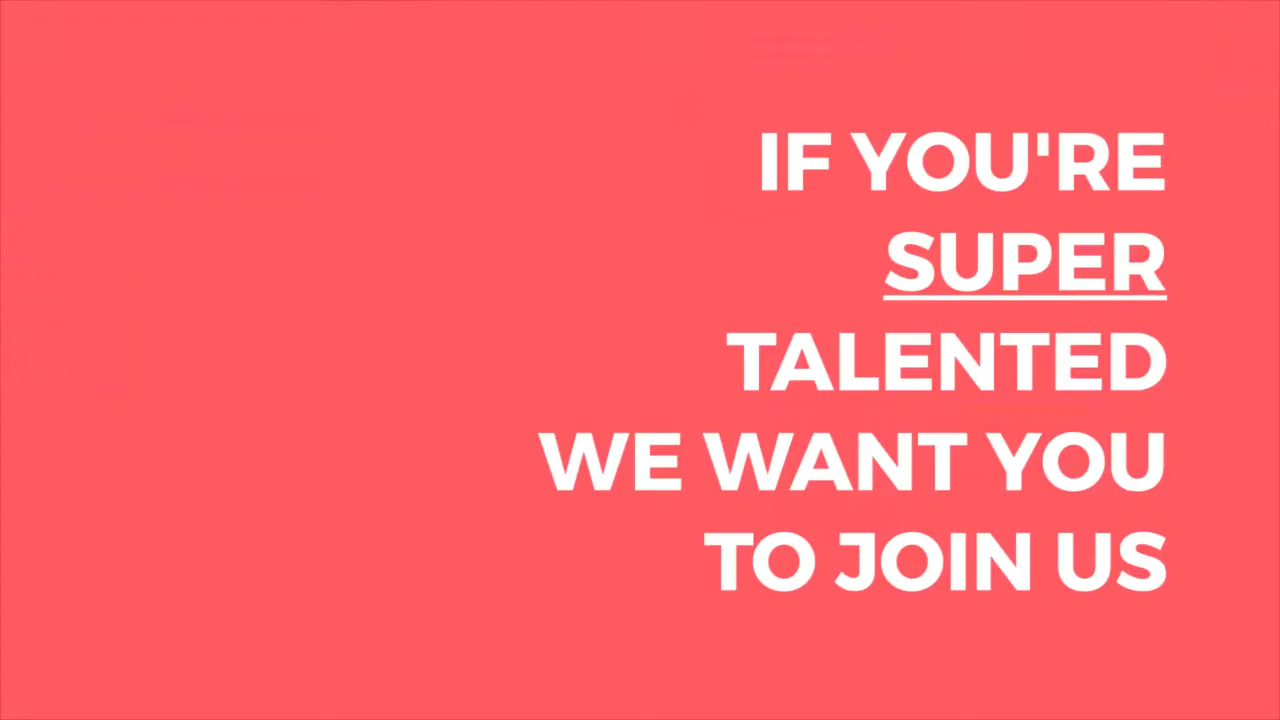 IF YOU'RE
SUPER
TALENTED
WE WANT YOU
TO JOIN US